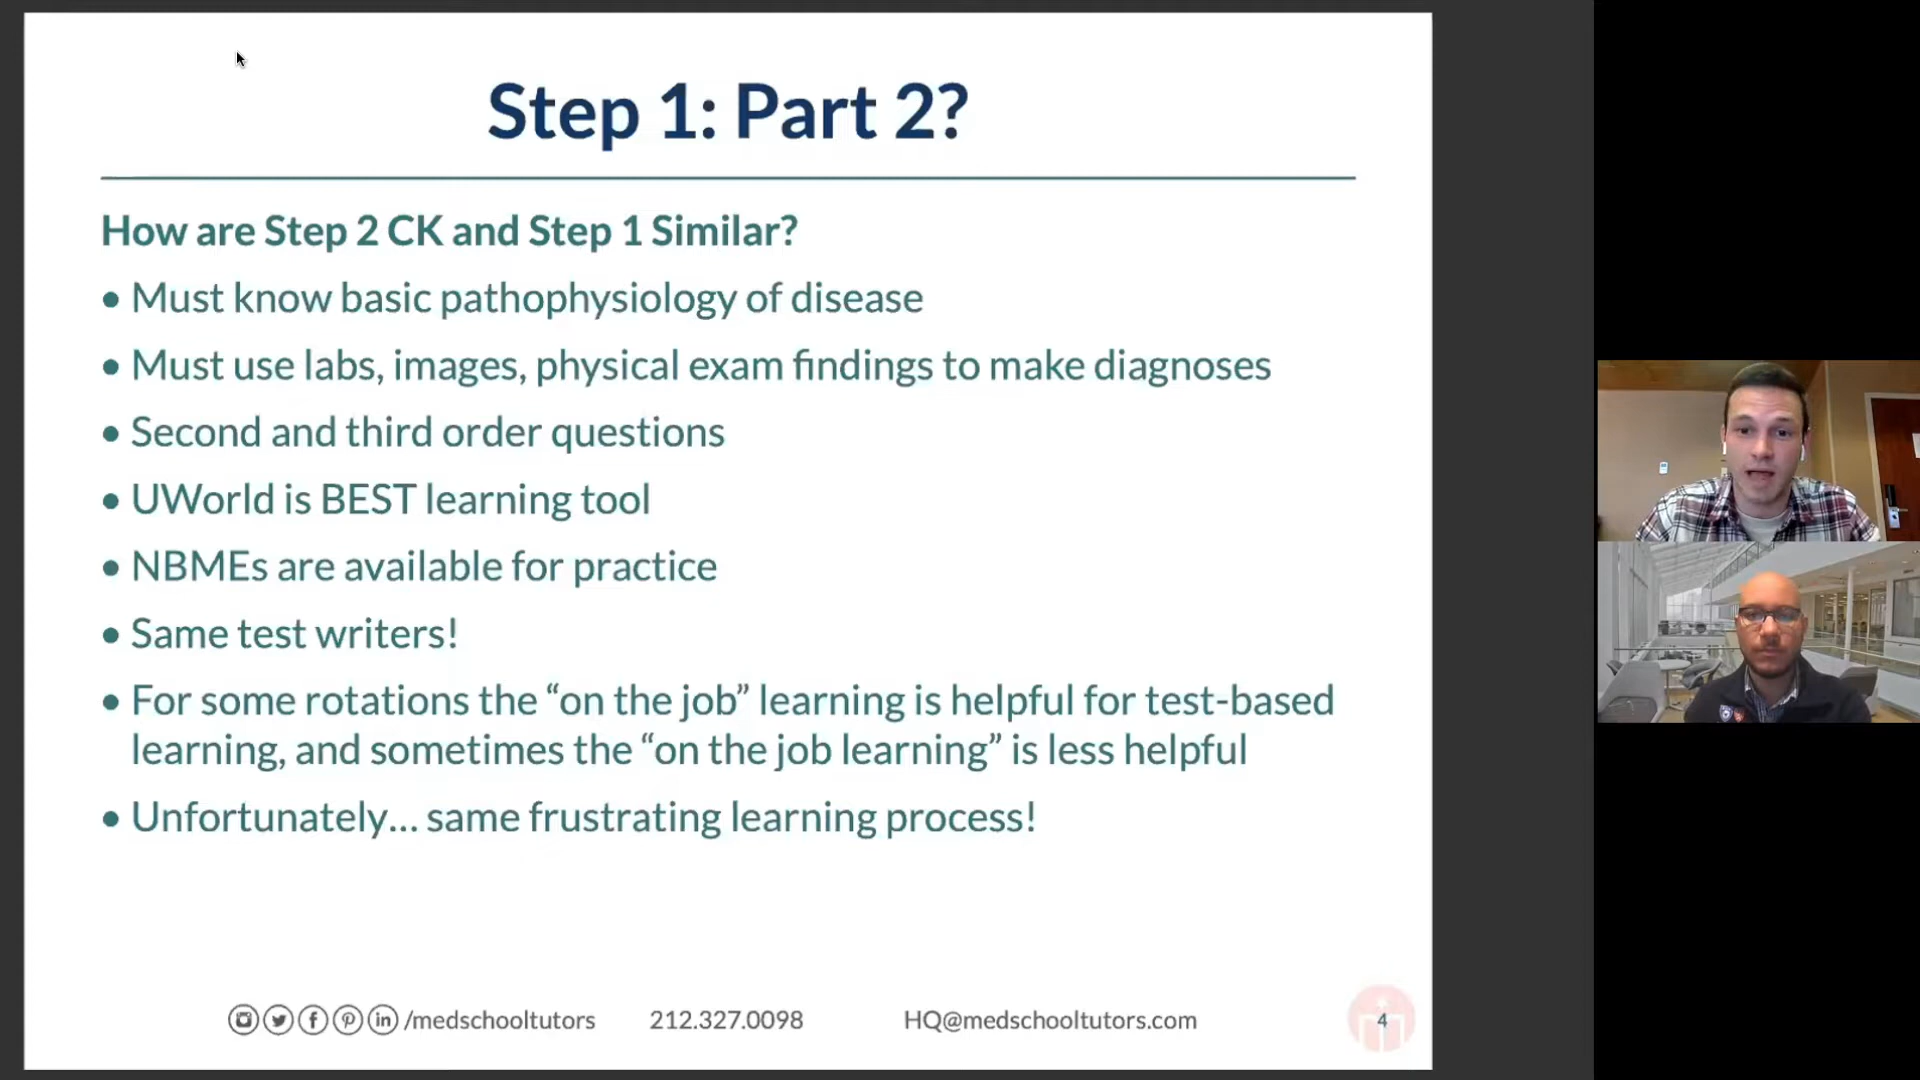 Step 1: Part 2?
How are Step 2 CK and Step 1 Similar?
• Must know basic pathophysiology of disease
• Must use labs, images, physical exam findings to make diagnoses
• Second and third order questions
• UWorld is BEST learning tool
• NBMEs are available for practice
• Same test writers!
• For some rotations the “on the job” learning is helpful for test-based
learning, and sometimes the “on the job learning” is less helpful
• Unfortunately... same frustrating learning process!
/medschooltutors 212.327.0098 HQ@medschooltutors.com 4